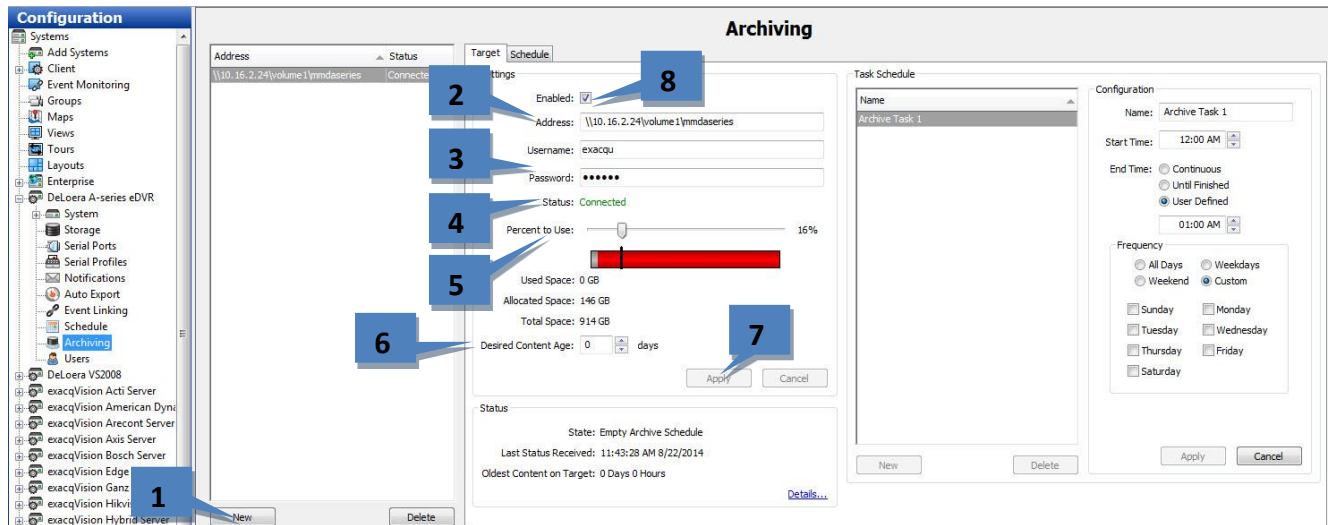 Configuration
Systems
Add Systems
Client
Event Monitoring
Groups
Maps
Views
Tours
Layouts
Enterprise
DeLoera A-series eDVR
System
Storage
Serial Ports
Serial Profiles
Notifications
Auto Export
Event Linking
Schedule
Archiving
Users
DeLoera VS2008
exacqVision Acti Server
exacqVision American Dyna
exacqVision Arecont Server
exacqVision Axis Server
exacqVision Bosch Server
exacqVision Edge
exacqVision Ganz
exacqVision Hikvi
exacqVision Hybrid Server
1
Archiving
Address Status
\\10.16.2.24\volume1\mmdaseries Connecte
New Delete
Target Schedule
ttings
2
8
Enabled:
Address: \\10.16.2.24\volume1\mmdaseries
3
Username: exacqu
Password: ••••••
4
Status: Connected
5
Percent to Use: 16%
Used Space: 0 GB
Allocated Space: 146 GB
Total Space: 914 GB
6
7
Desired Content Age: 0 days
Apply Cancel
Status
State: Empty Archive Schedule
Last Status Received: 11:43:28 AM 8/22/2014
Oldest Content on Target: 0 Days 0 Hours
Details...
Task Schedule
Name
Archive Task 1
New Delete
Configuration
Name: Archive Task 1
Start Time: 12:00 AM
End Time: Continuous
Until Finished
User Defined
01:00 AM
Frequency
All Days Weekdays
Weekend Custom
Sunday Monday
Tuesday Wednesday
Thursday Friday
Saturday
Apply Cancel